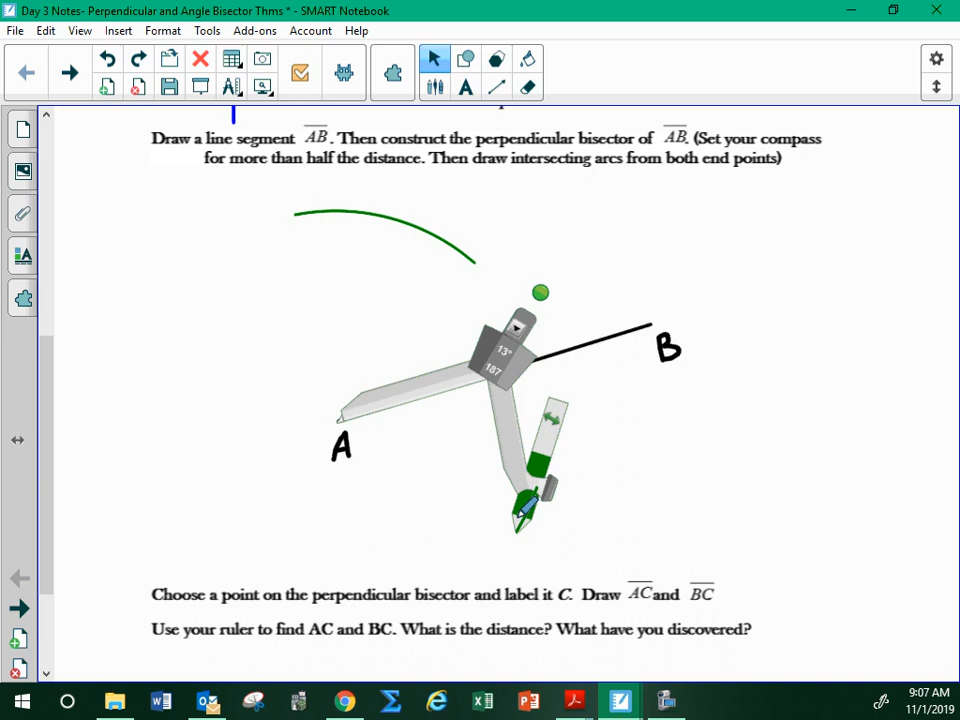 Day 3 Notes- Perpendicular and Angle Bisector Thms * - SMART Notebook
File Edit View Insert Format Tools Add-ons Account Help
Draw a line segment AB. Then construct the perpendicular bisector of AB. (Set your compass
for more than half the distance. Then draw intersecting arcs from both end points)
13°
187
B
A
Choose a point on the perpendicular bisector and label it C. Draw AC and BC
Use your ruler to find AC and BC. What is the distance? What have you discovered?
9:07 AM
11/1/2019